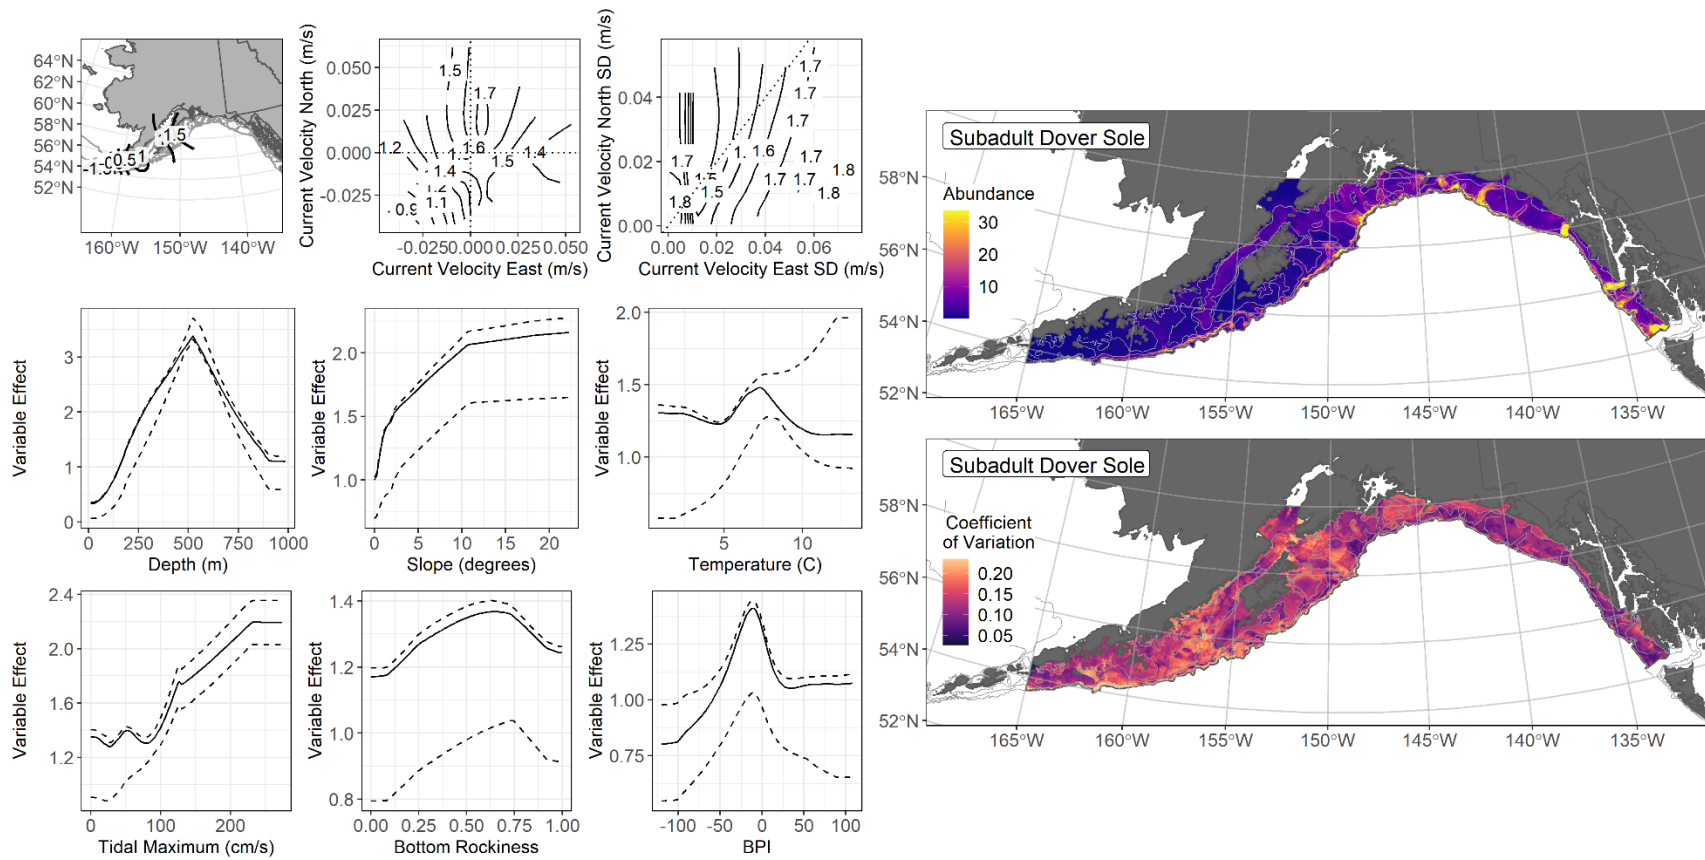 64°N
62°N
60°N
58°N
56°N
54°N
52°N
1.5
0.51
160°W 150°W 140°W
Current Velocity North (m/s)
0.050
0.025
0.000
-0.025
1.5
1.7
1.2
1.6
1.5
1.4
1.4
1.2
1.1
-0.9
-0.025 0.000 0.025 0.050
Current Velocity East (m/s)
Current Velocity North SD (m/s)
0.04
0.02
0.00
1.7
1.7
1.7
1.7
1.6
1.7
1.8
1.5
1.7
1.7
1.8
1.8
0.00 0.02 0.04 0.06
Current Velocity East SD (m/s)
Variable Effect
3
2
1
0
0 250 500 750 1000
Depth (m)
Variable Effect
2.0
1.5
1.0
0 5 10 15 20
Slope (degrees)
Variable Effect
2.0
1.5
1.0
5 10
Temperature (C)
Variable Effect
2.4
2.0
1.6
1.2
0 100 200
Tidal Maximum (cm/s)
Variable Effect
1.4
1.2
1.0
0.8
0.00 0.25 0.50 0.75 1.00
Bottom Rockiness
Variable Effect
1.25
1.00
0.75
-100 -50 0 50 100
BPI
Subadult Dover Sole
Abundance
30
20
10
58°N
56°N
54°N
52°N
165°W 160°W 155°W 150°W 145°W 140°W 135°W
Subadult Dover Sole
Coefficient
of Variation
0.20
0.15
0.10
0.05
58°N
56°N
54°N
52°N
165°W 160°W 155°W 150°W 145°W 140°W 135°W